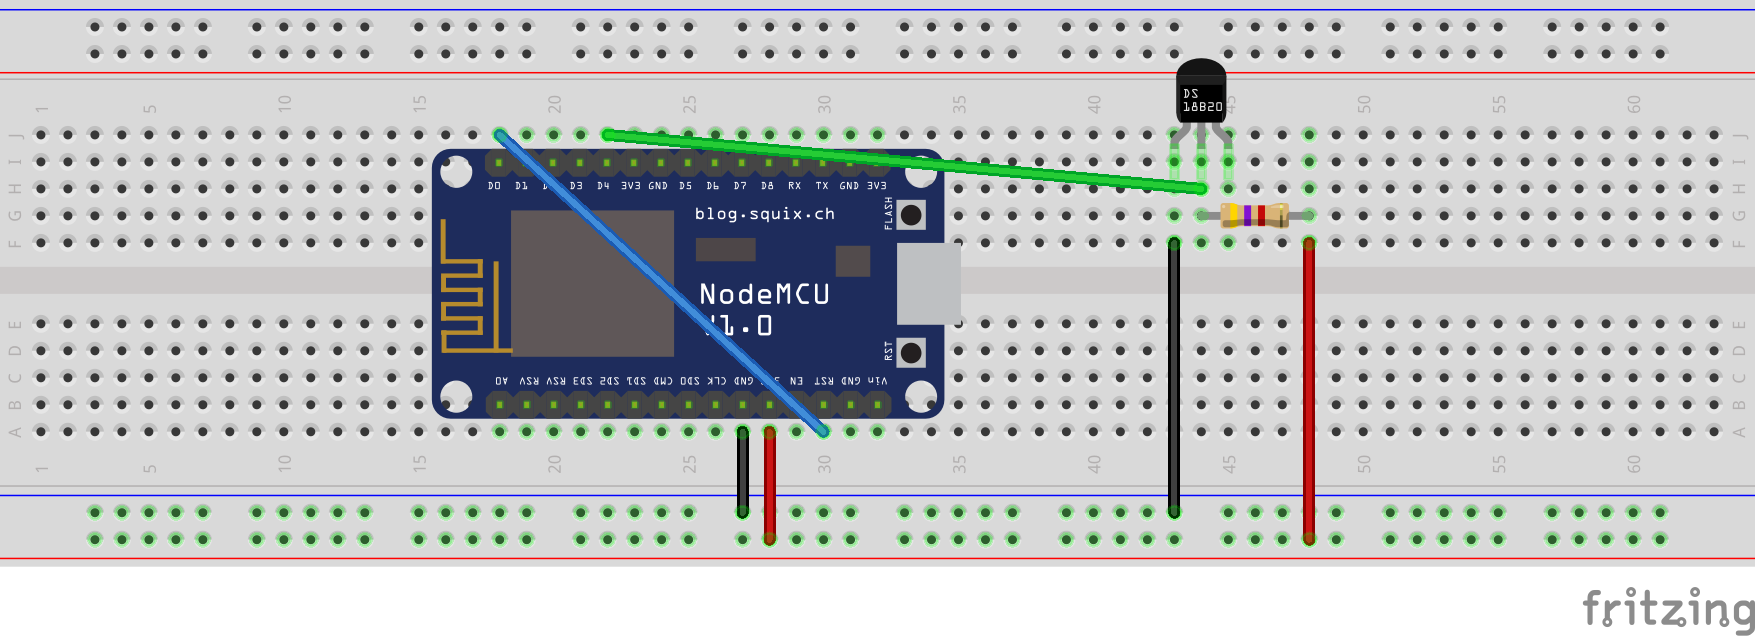 1 5 10 15 20 25 30 35 40 45 50 55 60
DS
18B20
J J
I I
H H
G G
F F
D0 D1 D3 D4 3V3 GND D5 D6 D7 D8 RX TX GND 3V3
blog.squix.ch
FLASH
NodeMCU
V1.0
RST
E E
D D
C C
B B
A A
A0 RSV RSV SD3 SD2 SD1 CMD SD0 CLK GND EN RST GND Vin
1 5 10 15 20 25 30 35 40 45 50 55 60
fritzing